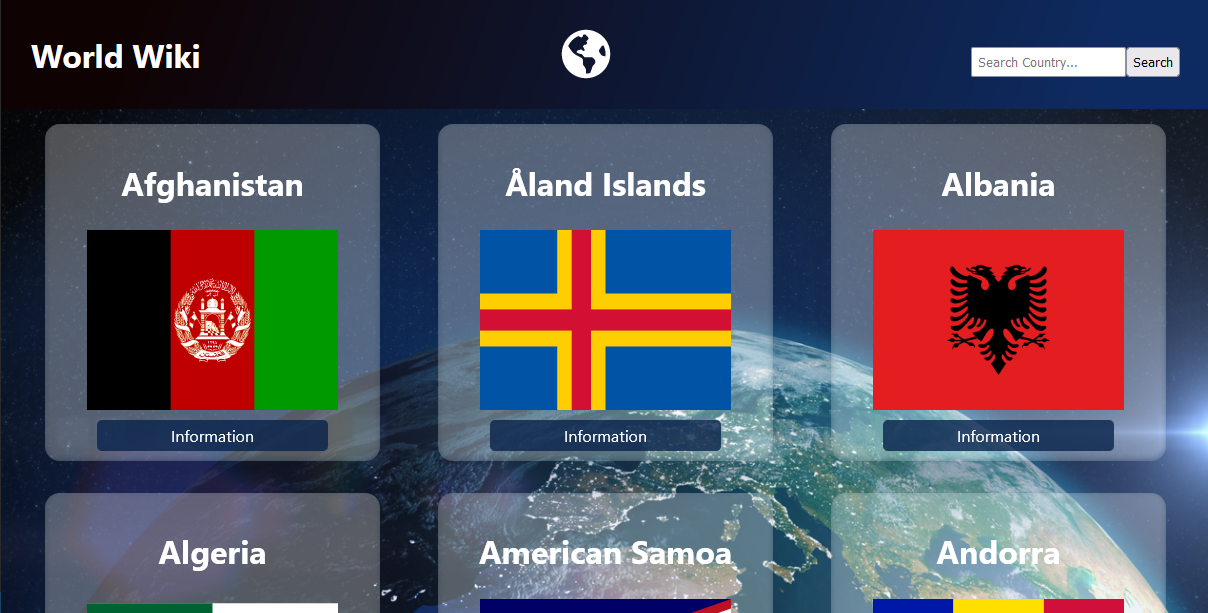 World Wiki
Search Country...
Search
Afghanistan
Åland Islands
Albania
Information
Information
Information
Algeria
American Samoa
Andorra